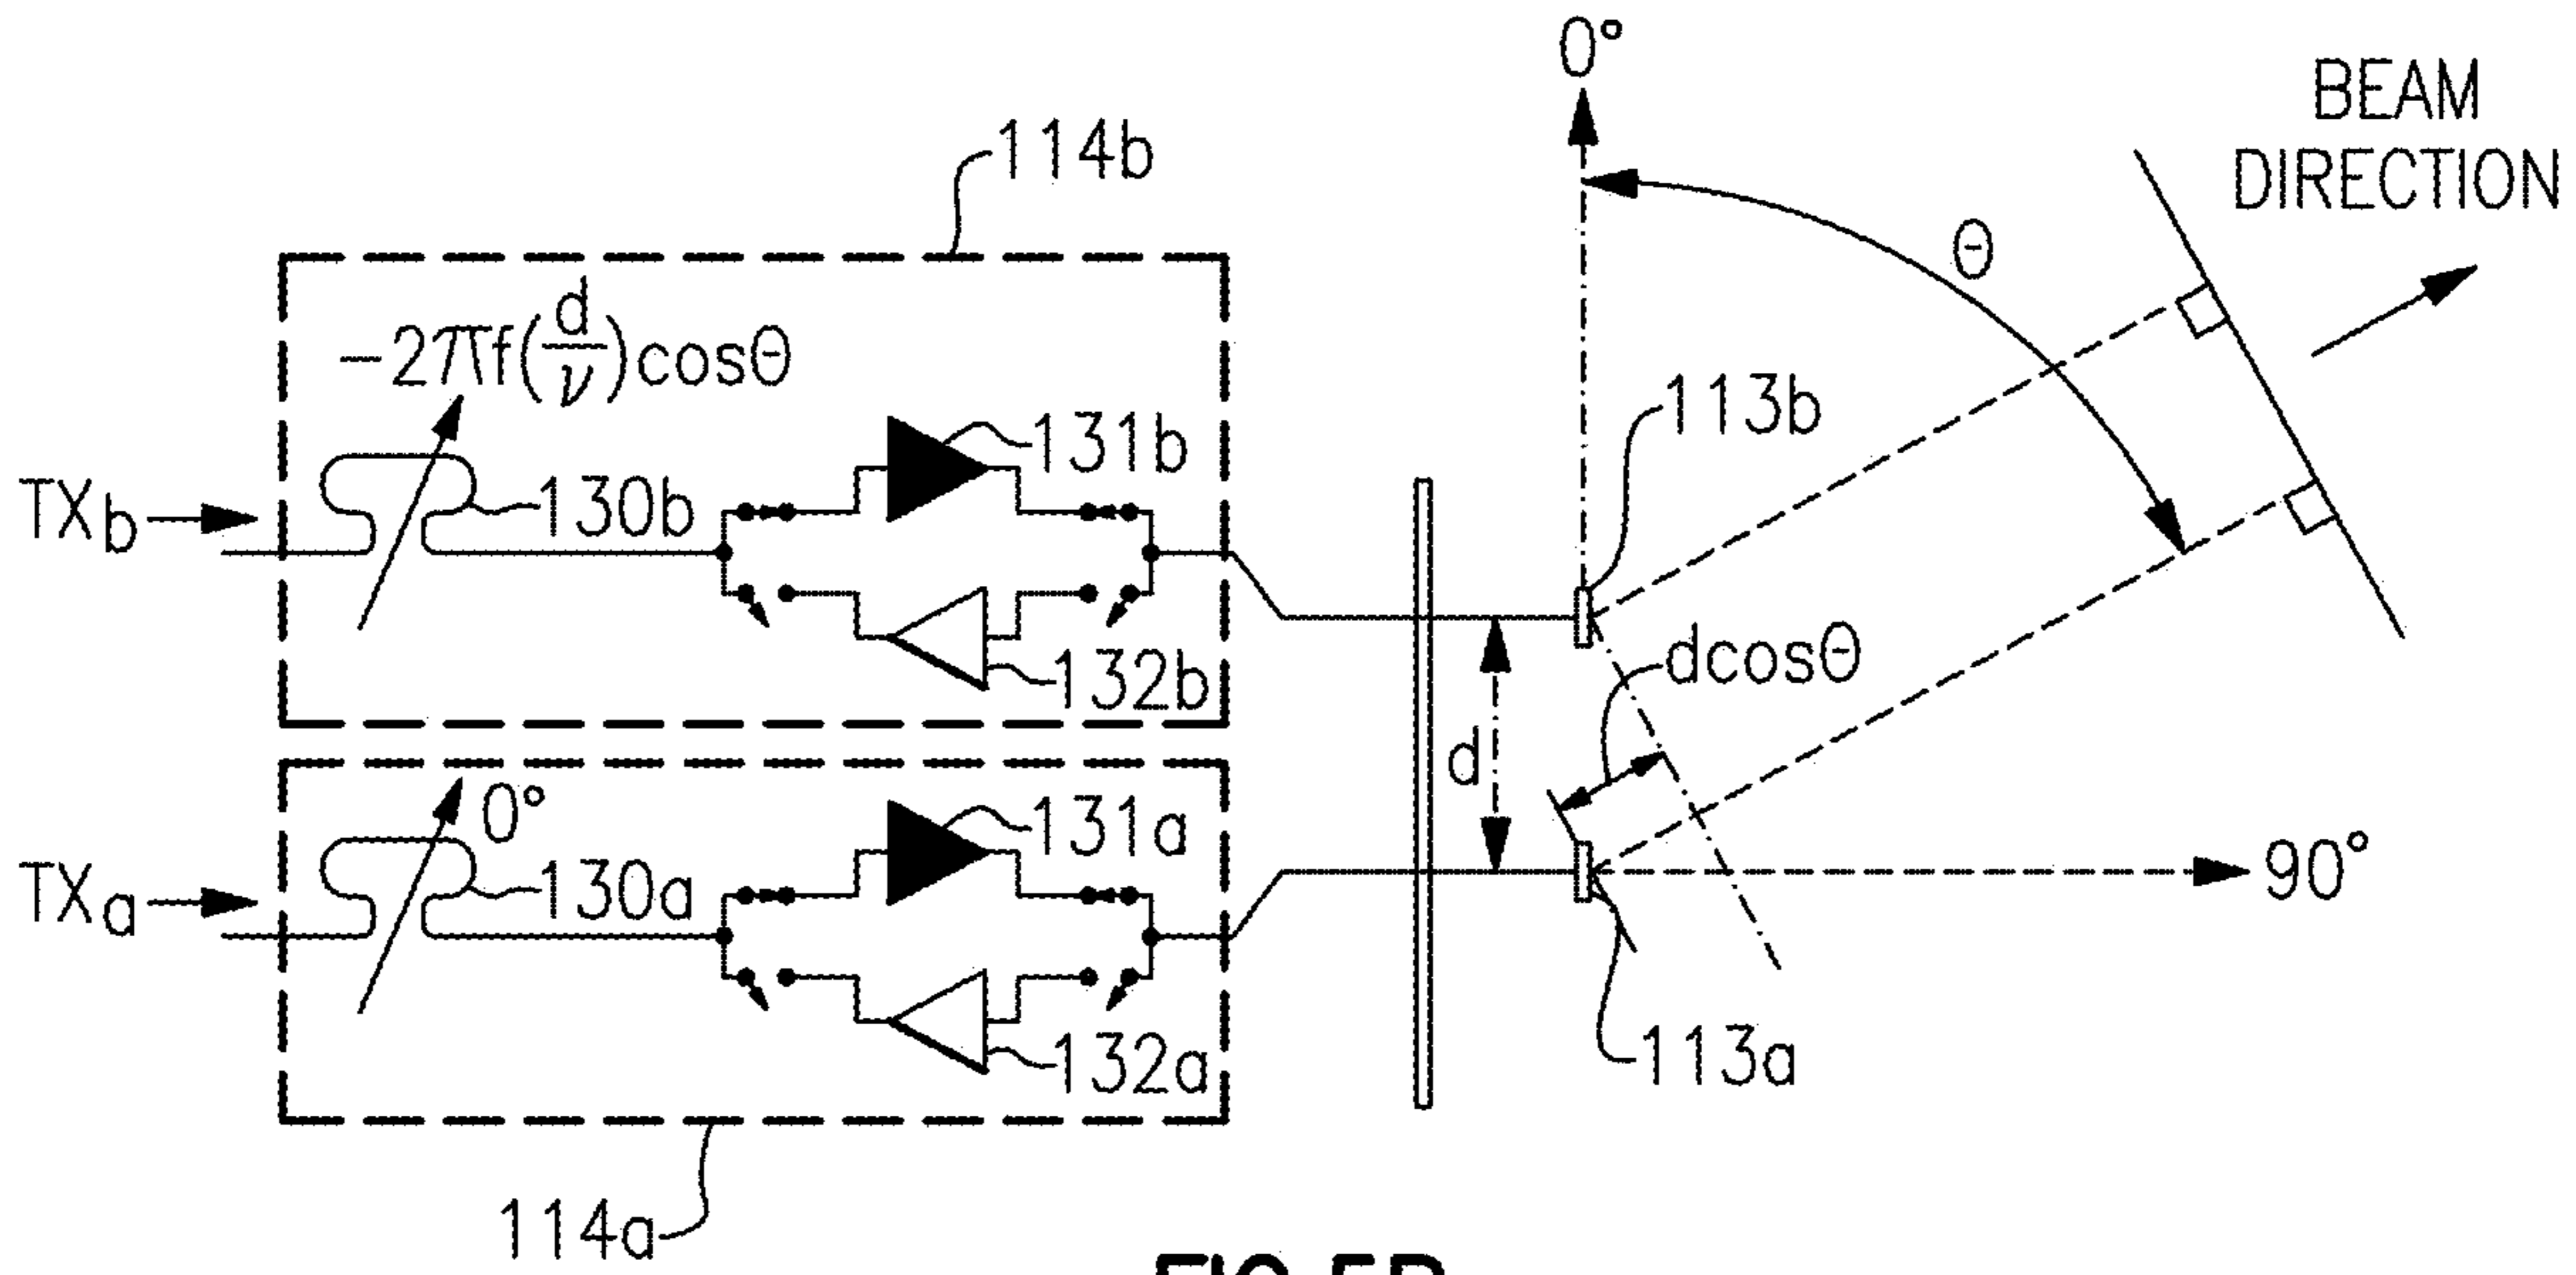 0°
BEAM
DIRECTION
114b
θ
-2πf(d/ν)cosθ
113b
131b
TXb
130b
dcosθ
132b
d
0°
131a
TXa
130a
90°
132a
113a
114a